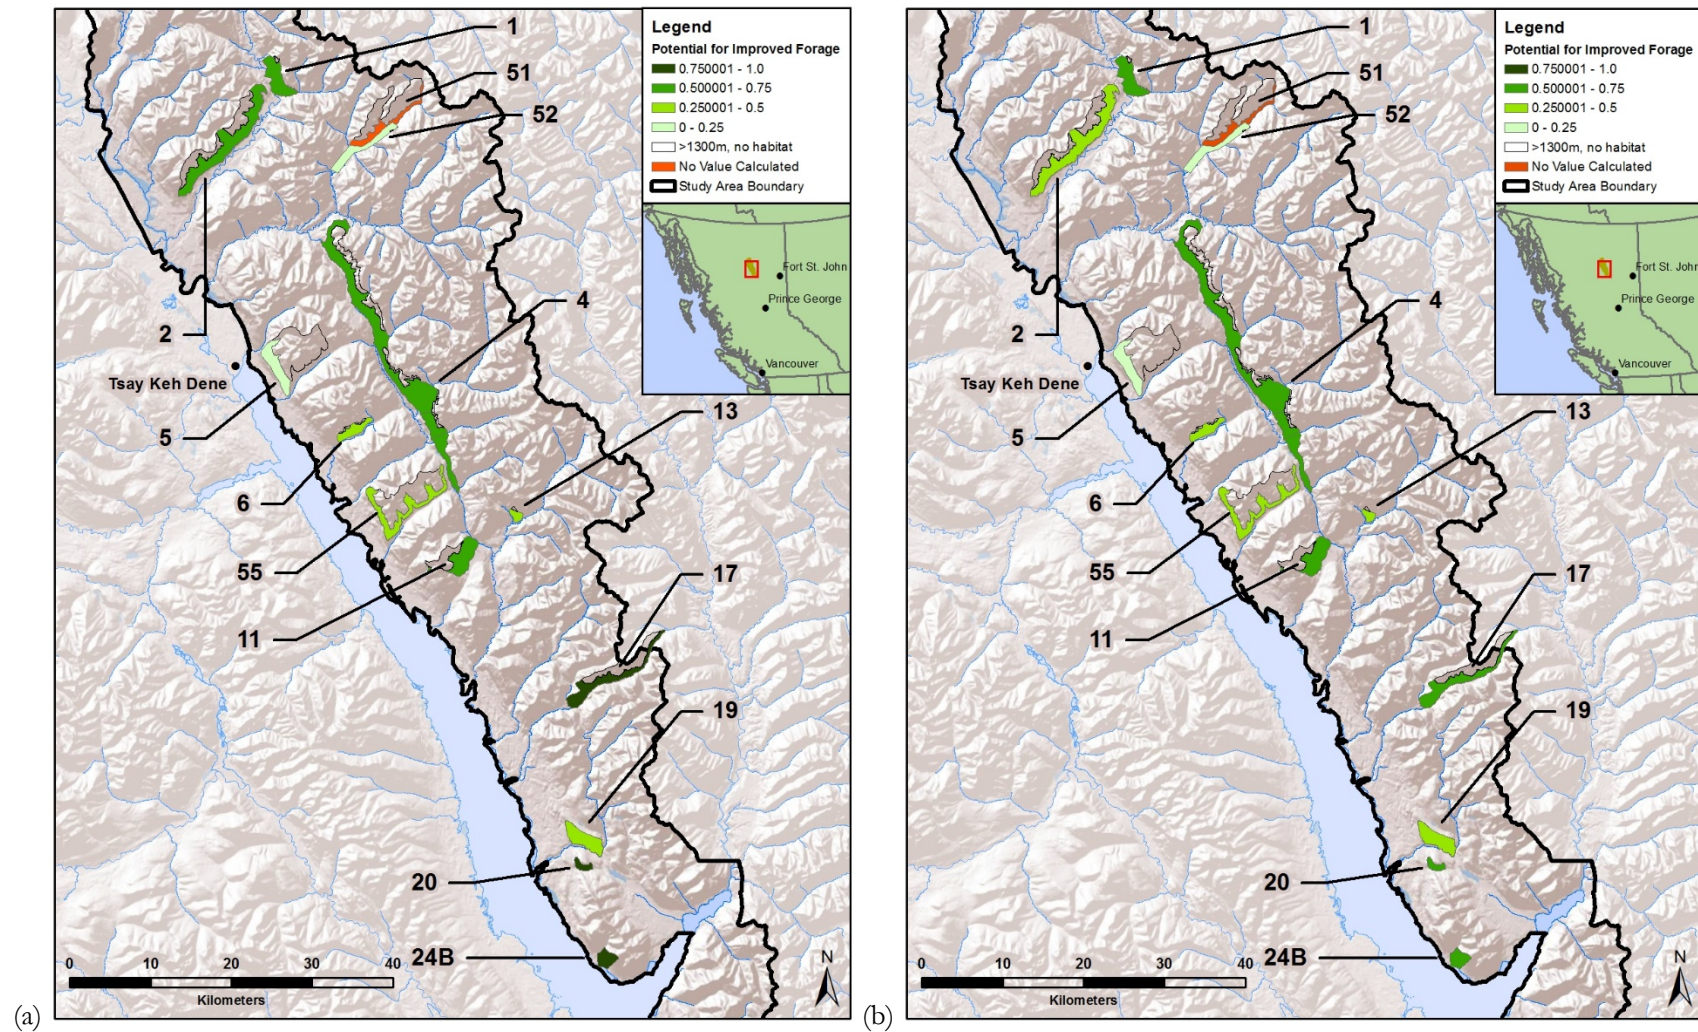 Legend
Potential for Improved Forage
0.750001 - 1.0
0.500001 - 0.75
0.250001 - 0.5
0 - 0.25
>1300m, no habitat
No Value Calculated
Study Area Boundary
Fort St. John
Prince George
Vancouver
1
51
52
2
4
Tsay Keh Dene
5
13
6
55
17
11
19
20
24B
0 10 20 30 40
Kilometers
N
(a)
Legend
Potential for Improved Forage
0.750001 - 1.0
0.500001 - 0.75
0.250001 - 0.5
0 - 0.25
>1300m, no habitat
No Value Calculated
Study Area Boundary
Fort St. John
Prince George
Vancouver
1
51
52
2
4
Tsay Keh Dene
5
13
6
55
17
11
19
20
24B
0 10 20 30 40
Kilometers
N
(b)